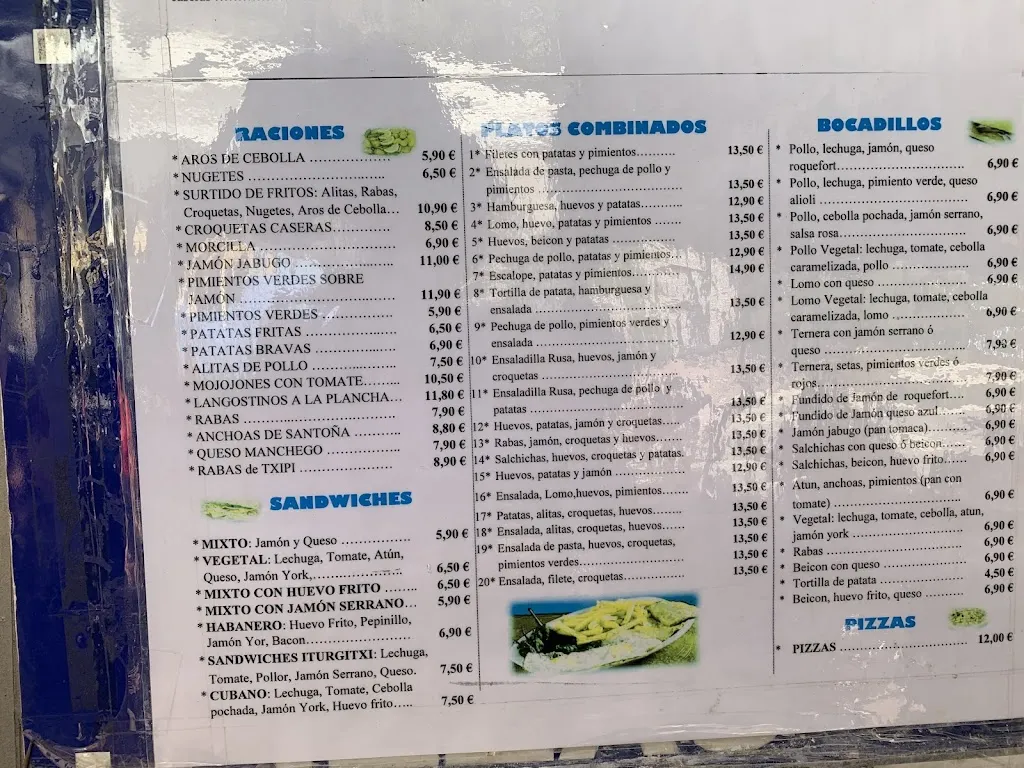 RACIONES
* AROS DE CEBOLLA .................. 5,90 €
* NUGETES .............................. 6,50 €
* SURTIDO DE FRITOS: Alitas, Rabas,
Croquetas, Nugetes, Aros de Cebolla... 10,90 €
* CROQUETAS CASERAS............. 8,50 €
* MORCILLA .............................. 6,90 €
* JAMÓN JABUGO ...................... 11,00 €
* PIMIENTOS VERDES SOBRE
JAMÓN .................................. 11,90 €
* PIMIENTOS VERDES ................ 5,90 €
* PATATAS FRITAS ..................... 6,50 €
* PATATAS BRAVAS ................... 6,90 €
* ALITAS DE POLLO .................... 7,50 €
* MOJOJONES CON TOMATE........ 10,50 €
* LANGOSTINOS A LA PLANCHA... 11,80 €
* RABAS .................................. 7,90 €
* ANCHOAS DE SANTOÑA ........... 8,80 €
* QUESO MANCHEGO ................. 7,90 €
* RABAS de TXIPI ...................... 8,90 €
SANDWICHES
* MIXTO: Jamón y Queso ................ 5,90 €
* VEGETAL: Lechuga, Tomate, Atún,
Queso, Jamón York,...................... 6,50 €
* MIXTO CON HUEVO FRITO ........ 6,50 €
* MIXTO CON JAMÓN SERRANO... 5,90 €
* HABANERO: Huevo Frito, Pepinillo,
Jamón Yor, Bacon........................ 6,90 €
* SANDWICHES ITURGITXI: Lechuga,
Tomate, Pollor, Jamón Serrano, Queso. 7,50 €
* CUBANO: Lechuga, Tomate, Cebolla
pochada, Jamón York, Huevo frito..... 7,50 €
PLATOS COMBINADOS
1* Filetes con patatas y pimientos.......... 13,50 €
2* Ensalada de pasta, pechuga de pollo y
pimientos .................................. 13,50 €
3* Hamburguesa, huevos y patatas........... 12,90 €
4* Lomo, huevo, patatas y pimientos ....... 13,50 €
5* Huevos, beicon y patatas ................ 13,50 €
6* Pechuga de pollo, patatas y pimientos... 12,90 €
7* Escalope, patatas y pimientos............ 14,90 €
8* Tortilla de patata, hamburguesa y
ensalada .................................. 13,50 €
9* Pechuga de pollo, pimientos verdes y
ensalada .................................. 12,90 €
10* Ensaladilla Rusa, huevos, jamón y
croquetas .................................. 13,50 €
11* Ensaladilla Rusa, pechuga de pollo y
patatas .................................. 13,50 €
12* Huevos, patatas, jamón y croquetas..... 13,50 €
13* Rabas, jamón, croquetas y huevos....... 13,50 €
14* Salchichas, huevos, croquetas y patatas. 13,50 €
15* Huevos, patatas y jamón ................ 12,90 €
16* Ensalada, Lomo,huevos, pimientos....... 13,50 €
17* Patatas, alitas, croquetas, huevos....... 13,50 €
18* Ensalada, alitas, croquetas, huevos...... 13,50 €
19* Ensalada de pasta, huevos, croquetas, 13,50 €
pimientos verdes.......................... 13,50 €
20* Ensalada, filete, croquetas............... 13,50 €
BOCADILLOS
* Pollo, lechuga, jamón, queso
roquefort.................................. 6,90 €
* Pollo, lechuga, pimiento verde, queso
alioli .................................. 6,90 €
* Pollo, cebolla pochada, jamón serrano,
salsa rosa.................................. 6,90 €
* Pollo Vegetal: lechuga, tomate, cebolla
caramelizada, pollo ................... 6,90 €
* Lomo con queso ....................... 6,90 €
* Lomo Vegetal: lechuga, tomate, cebolla
caramelizada, lomo ................... 6,90 €
* Ternera con jamón serrano ó
queso .................................. 7,90 €
* Ternera, setas, pimientos verdes ó
rojos.................................. 7,90 €
* Fundido de Jamón de roquefort.... 6,90 €
* Fundido de Jamón queso azul....... 6,90 €
* Jamón jabugo (pan tomaca)......... 6,90 €
* Salchichas con queso ó beicon...... 6,90 €
* Salchichas, beicon, huevo frito...... 6,90 €
* Atun, anchoas, pimientos (pan con
tomate) .................................. 6,90 €
* Vegetal: lechuga, tomate, cebolla, atun,
jamón york ........................... 6,90 €
* Rabas .................................. 6,90 €
* Beicon con queso ..................... 6,90 €
* Tortilla de patata ...................... 4,50 €
* Beicon, huevo frito, queso .......... 6,90 €
PIZZAS
* PIZZAS .................................. 12,00 €